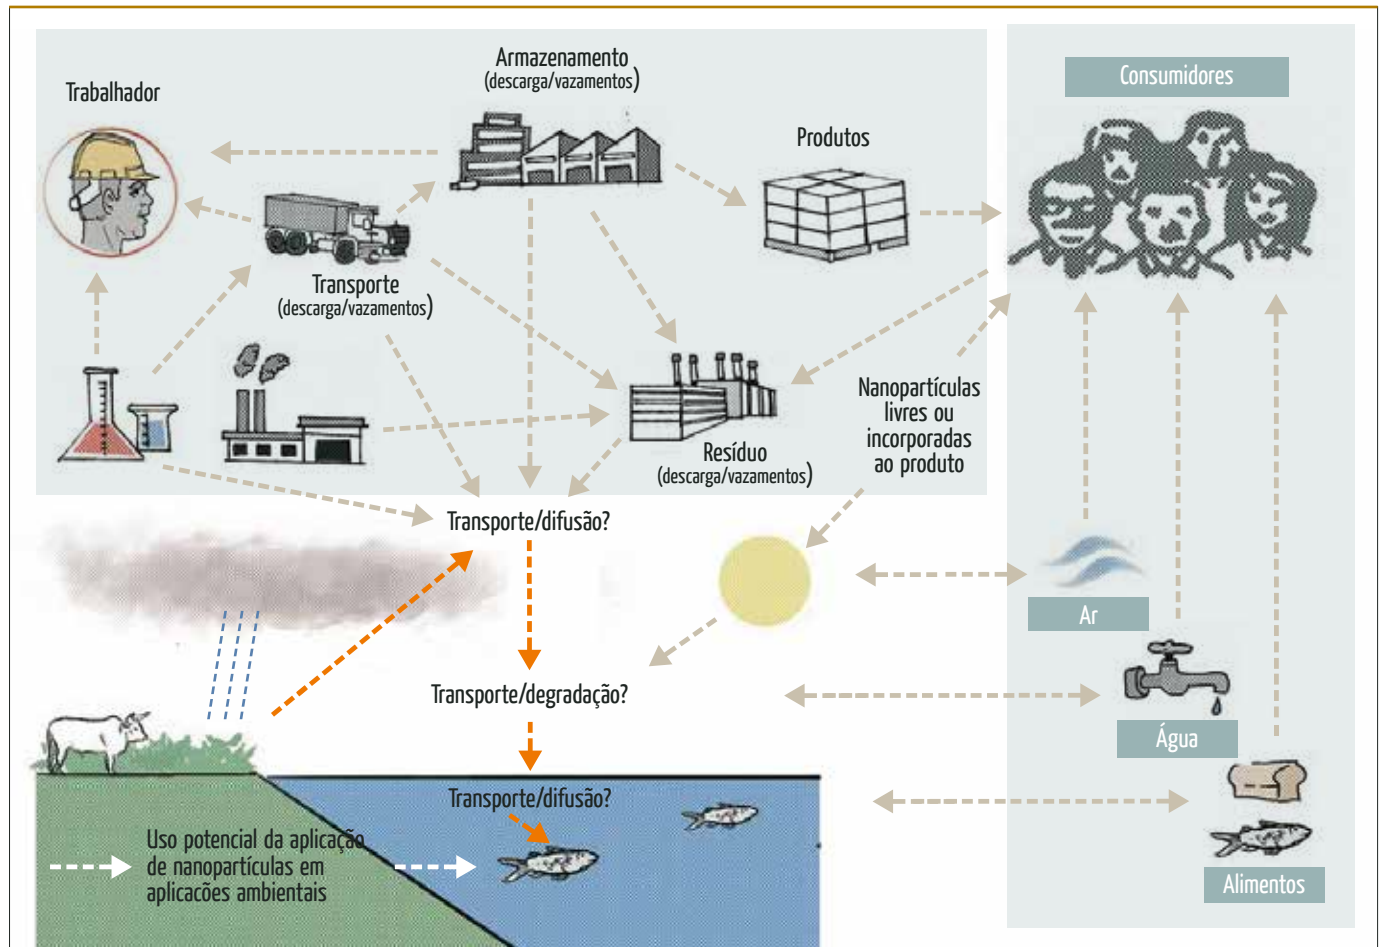 Armazenamento
(descarga/vazamentos)
Consumidores
Trabalhador
Produtos
Transporte
(descarga/vazamentos)
Nanopartículas
livres ou
incorporadas
ao produto
Resíduo
(descarga/vazamentos)
Transporte/difusão?
Ar
Transporte/degradação?
Água
Transporte/difusão?
Uso potencial da aplicação
de nanopartículas em
aplicacões ambientais
Alimentos